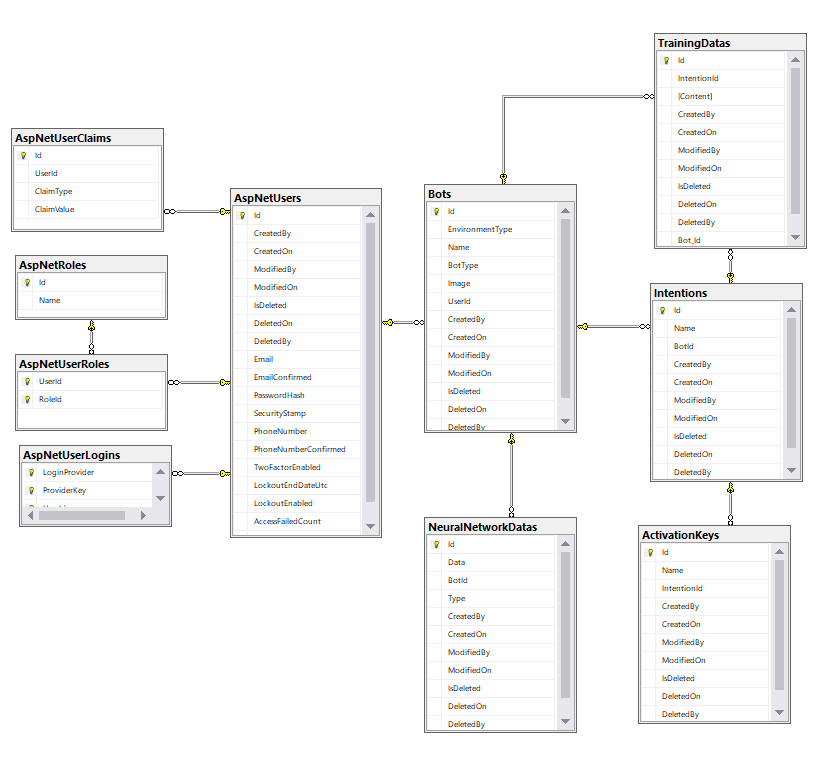 AspNetUserClaims
Id
UserId
ClaimType
ClaimValue
AspNetRoles
Id
Name
AspNetUserRoles
UserId
RoleId
AspNetUserLogins
LoginProvider
ProviderKey
AspNetUsers
Id
CreatedBy
CreatedOn
ModifiedBy
ModifiedOn
IsDeleted
DeletedOn
DeletedBy
Email
EmailConfirmed
PasswordHash
SecurityStamp
PhoneNumber
PhoneNumberConfirmed
TwoFactorEnabled
LockoutEndDateUtc
LockoutEnabled
AccessFailedCount
Bots
Id
EnvironmentType
Name
BotType
Image
UserId
CreatedBy
CreatedOn
ModifiedBy
ModifiedOn
IsDeleted
DeletedOn
DeletedBy
NeuralNetworkDatas
Id
Data
BotId
Type
CreatedBy
CreatedOn
ModifiedBy
ModifiedOn
IsDeleted
DeletedOn
DeletedBy
TrainingDatas
Id
IntentionId
[Content]
CreatedBy
CreatedOn
ModifiedBy
ModifiedOn
IsDeleted
DeletedOn
DeletedBy
Bot_Id
Intentions
Id
Name
BotId
CreatedBy
CreatedOn
ModifiedBy
ModifiedOn
IsDeleted
DeletedOn
DeletedBy
ActivationKeys
Id
Name
IntentionId
CreatedBy
CreatedOn
ModifiedBy
ModifiedOn
IsDeleted
DeletedOn
DeletedBy